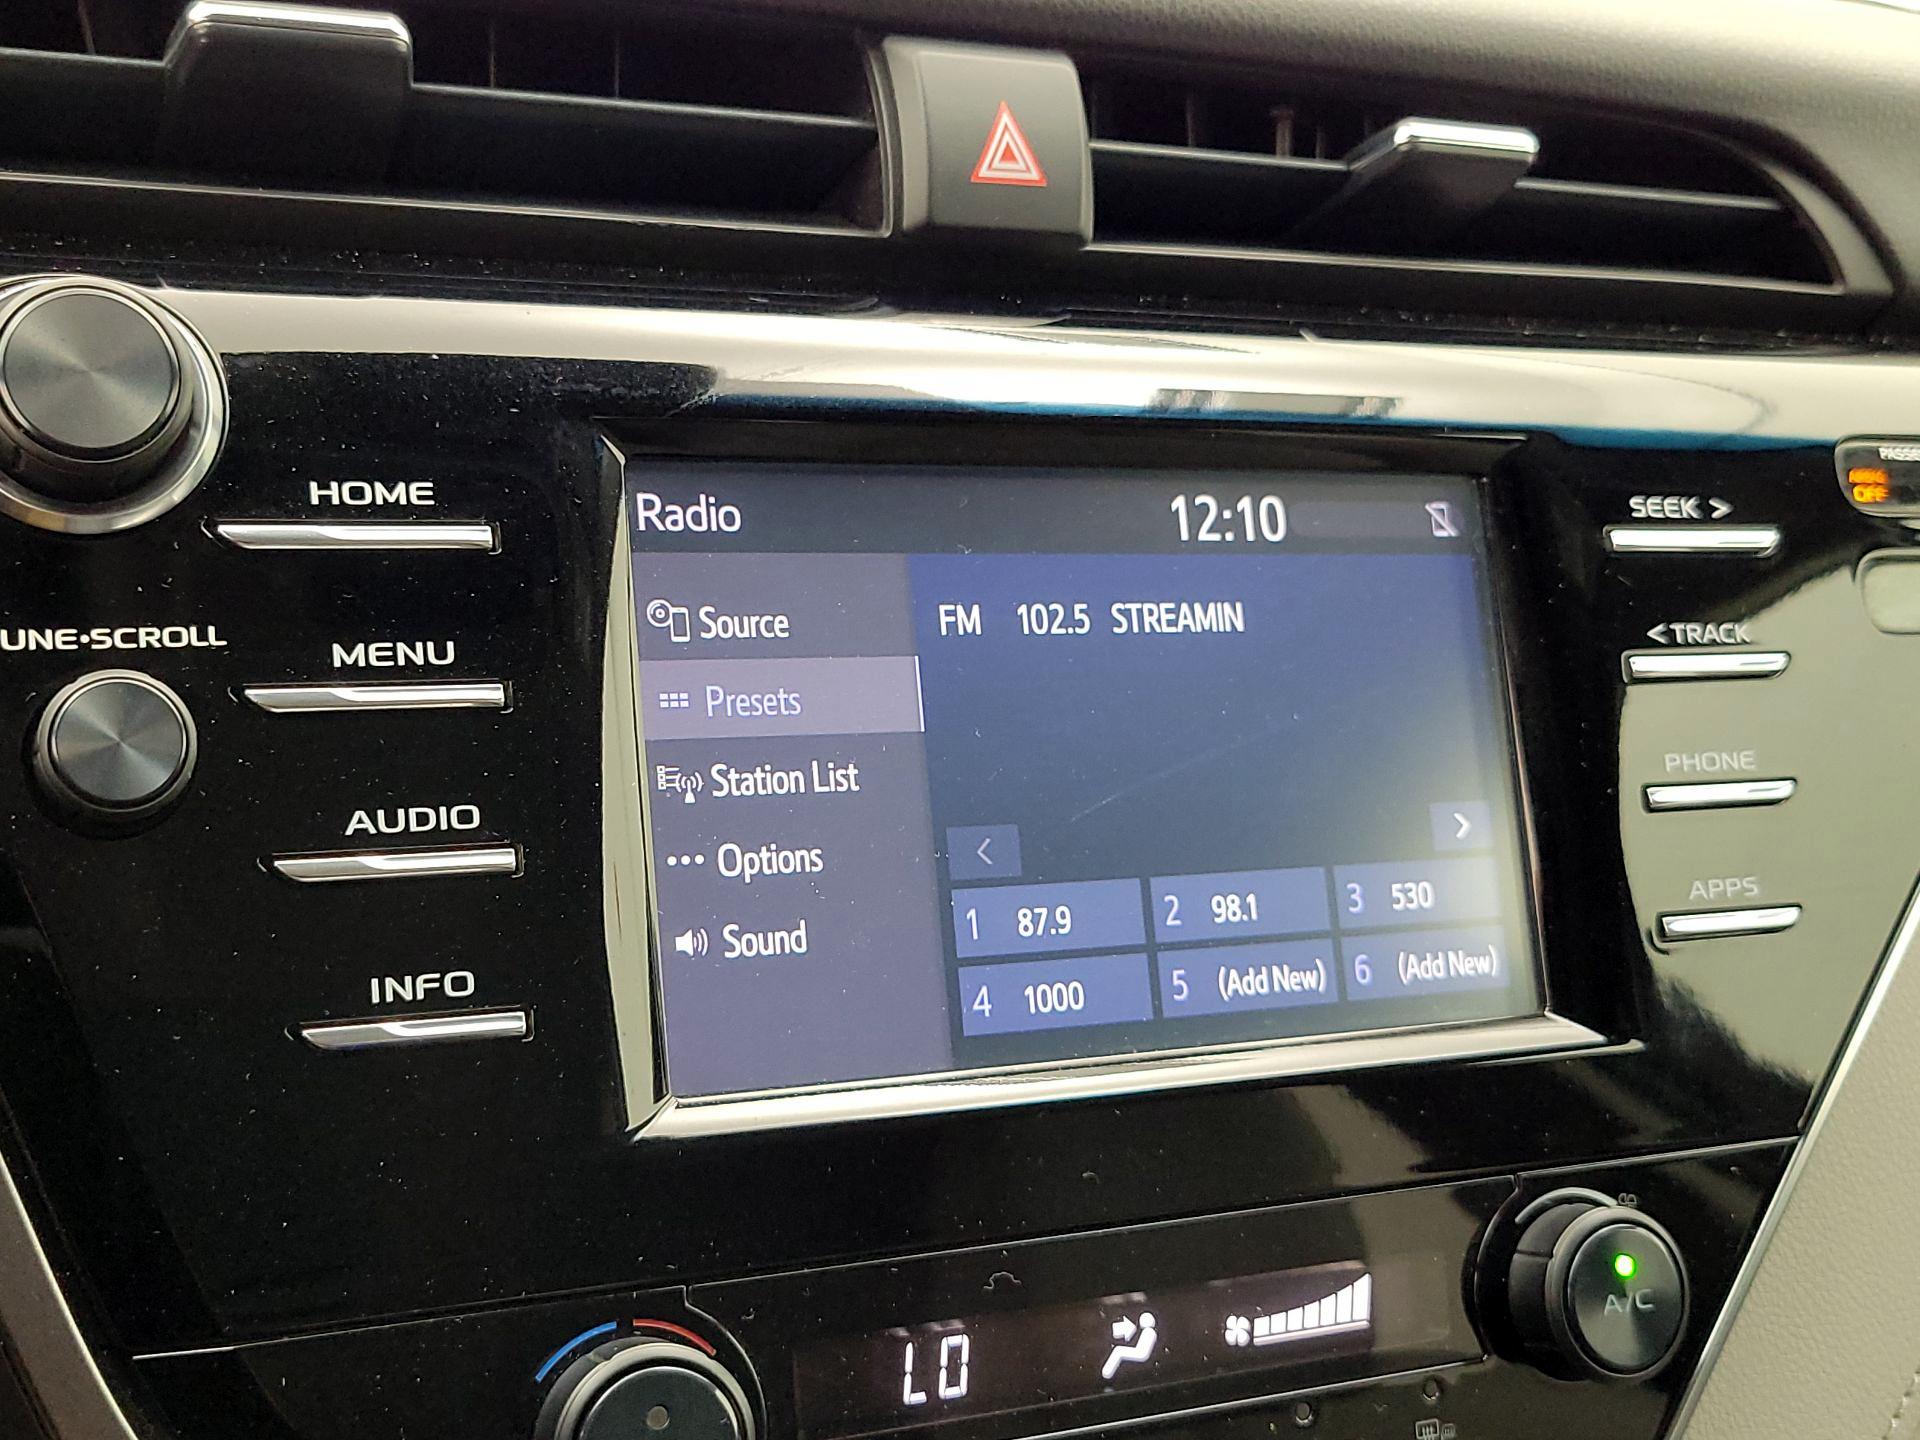 HOME
UNE•SCROLL
MENU
AUDIO
INFO
Radio 12:10
Source
Presets
Station List
Options
Sound
FM 102.5 STREAMIN
<
>
1 87.9 2 98.1 3 530
4 1000 5 (Add New) 6 (Add New)
SEEK >
< TRACK
PHONE
APPS
PASSE
OFF
LO
A/C